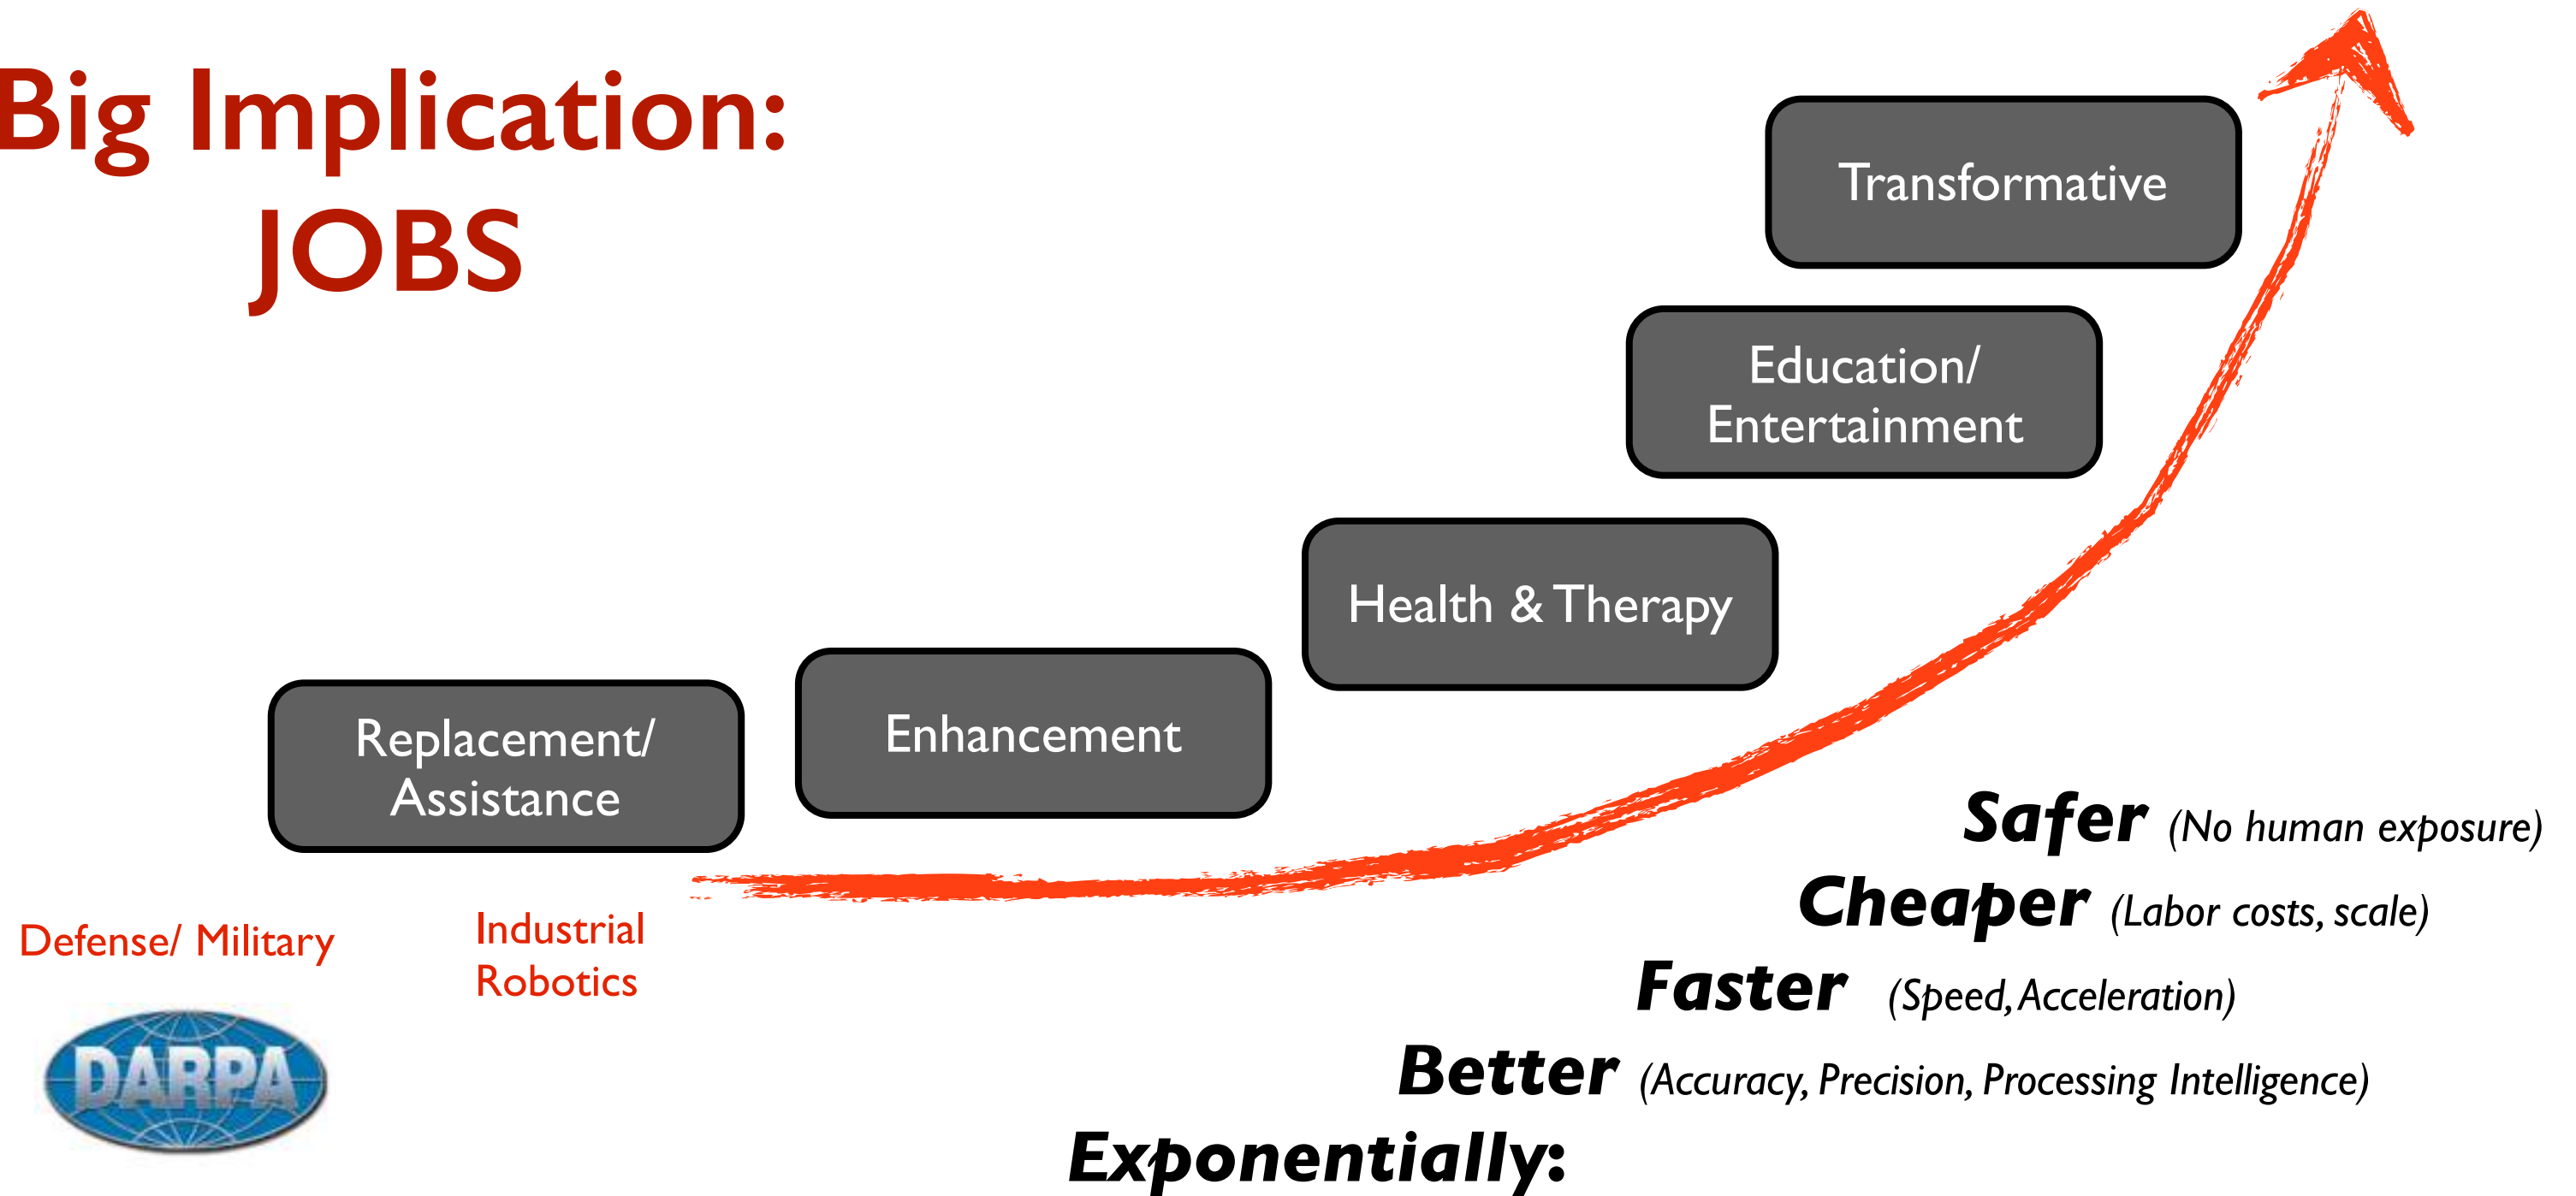 Big Implication:
JOBS
Transformative
Education/
Entertainment
Health & Therapy
Enhancement
Replacement/
Assistance
Defense/ Military
Industrial
Robotics
DARPA
Safer (No human exposure)
Cheaper (Labor costs, scale)
Faster (Speed, Acceleration)
Better (Accuracy, Precision, Processing Intelligence)
Exponentially: